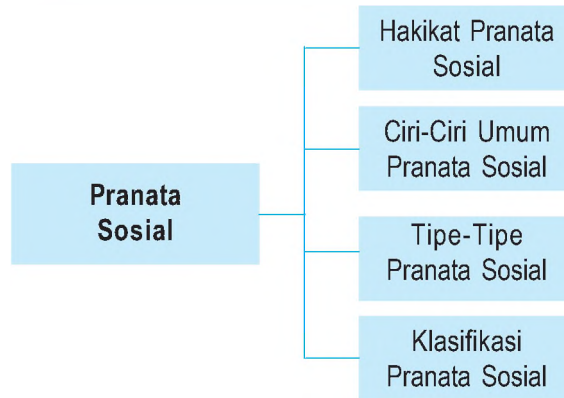 Pranata
Sosial
Hakikat Pranata
Sosial
Ciri-Ciri Umum
Pranata Sosial
Tipe-Tipe
Pranata Sosial
Klasifikasi
Pranata Sosial